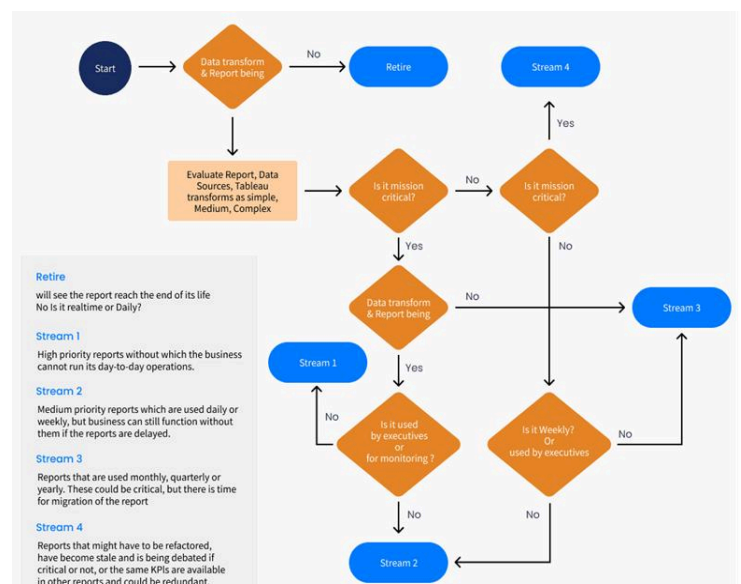 Start
Data transform
& Report being
No
Retire
Stream 4
Yes
Evaluate Report, Data
Sources, Tableau
transforms as simple,
Medium, Complex
Is it mission
critical?
No
Is it mission
critical?
Yes
No
Data transform
& Report being
No
Stream 3
Stream 1
Yes
No
Is it used
by executives
or
for monitoring ?
Is it Weekly?
Or
used by executives
No
No
No
Stream 2
Retire
will see the report reach the end of its life
No Is it realtime or Daily?
Stream 1
High priority reports without which the business
cannot run its day-to-day operations.
Stream 2
Medium priority reports which are used daily or
weekly, but business can still function without
them if the reports are delayed.
Stream 3
Reports that are used monthly, quarterly or
yearly. These could be critical, but there is time
for migration of the report
Stream 4
Reports that might have to be refactored,
have become stale and is being debated if
critical or not, or the same KPIs are available
in other reports and could be redundant.